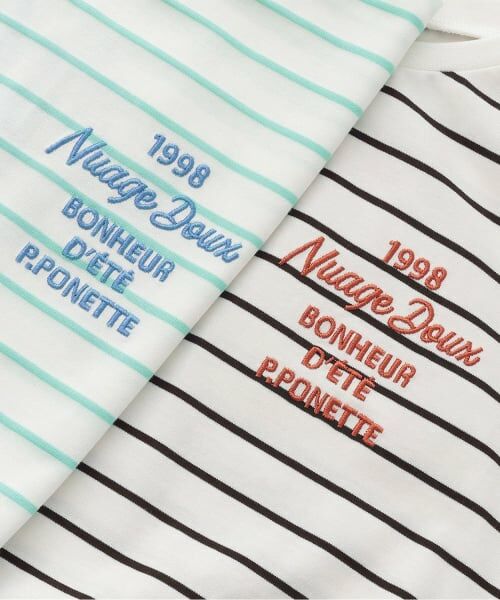 1998
Nuage Doux
BONHEUR
D'ÉTÉ
P.PONETTE
1998
Nuage Doux
BONHEUR
D'ÉTÉ
P.PONETTE